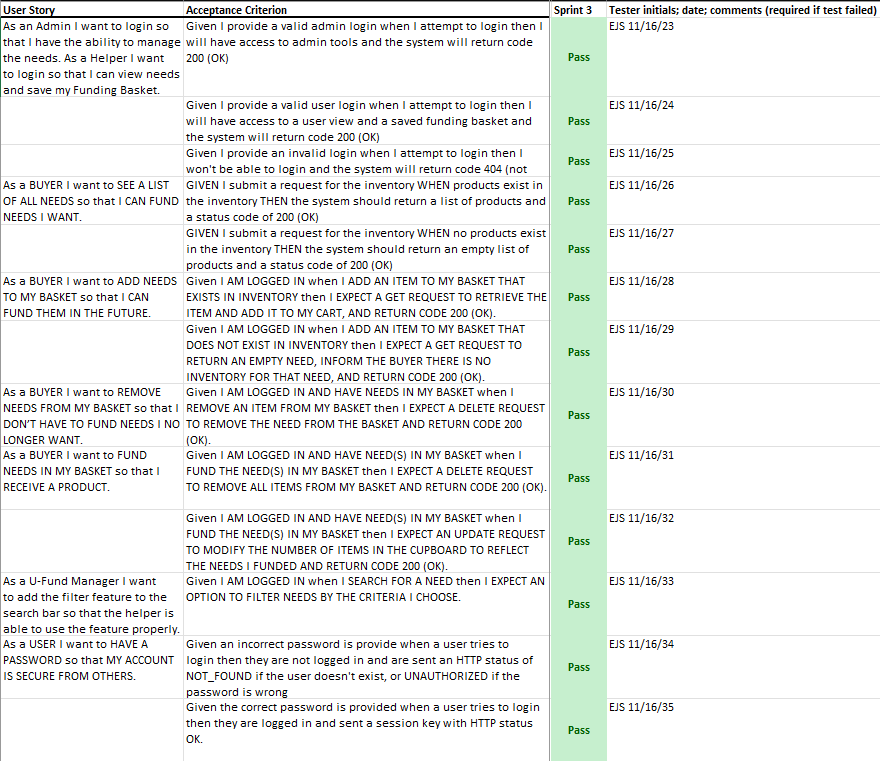 User Story Acceptance Criterion Sprint 3 Tester initials; date; comments (required if test failed)
As an Admin I want to login so
that I have the ability to manage
the needs. As a Helper I want
to login so that I can view needs
and save my Funding Basket.
Given I provide a valid admin login when I attempt to login then I
will have access to admin tools and the system will return code
200 (OK)
Pass
EJS 11/16/23
Given I provide a valid user login when I attempt to login then I
will have access to a user view and a saved funding basket and
the system will return code 200 (OK)
Pass
EJS 11/16/24
Given I provide an invalid login when I attempt to login then I
won't be able to login and the system will return code 404 (not
Pass
EJS 11/16/25
As a BUYER I want to SEE A LIST
OF ALL NEEDS so that I CAN FUND
NEEDS I WANT.
GIVEN I submit a request for the inventory WHEN products exist in
the inventory THEN the system should return a list of products and
a status code of 200 (OK)
Pass
EJS 11/16/26
GIVEN I submit a request for the inventory WHEN no products exist
in the inventory THEN the system should return an empty list of
products and a status code of 200 (OK)
Pass
EJS 11/16/27
As a BUYER I want to ADD NEEDS
TO MY BASKET so that I CAN
FUND THEM IN THE FUTURE.
Given I AM LOGGED IN when I ADD AN ITEM TO MY BASKET THAT
EXISTS IN INVENTORY then I EXPECT A GET REQUEST TO RETRIEVE THE
ITEM AND ADD IT TO MY CART, AND RETURN CODE 200 (OK).
Pass
EJS 11/16/28
Given I AM LOGGED IN when I ADD AN ITEM TO MY BASKET THAT
DOES NOT EXIST IN INVENTORY then I EXPECT A GET REQUEST TO
RETURN AN EMPTY NEED, INFORM THE BUYER THERE IS NO
INVENTORY FOR THAT NEED, AND RETURN CODE 200 (OK).
Pass
EJS 11/16/29
As a BUYER I want to REMOVE
NEEDS FROM MY BASKET so that I
DON'T HAVE TO FUND NEEDS I NO
LONGER WANT.
Given I AM LOGGED IN AND HAVE NEEDS IN MY BASKET when I
REMOVE AN ITEM FROM MY BASKET then I EXPECT A DELETE REQUEST
TO REMOVE THE NEED FROM THE BASKET AND RETURN CODE 200
(OK).
Pass
EJS 11/16/30
As a BUYER I want to FUND
NEEDS IN MY BASKET so that I
RECEIVE A PRODUCT.
Given I AM LOGGED IN AND HAVE NEED(S) IN MY BASKET when I
FUND THE NEED(S) IN MY BASKET then I EXPECT A DELETE REQUEST
TO REMOVE ALL ITEMS FROM MY BASKET AND RETURN CODE 200 (OK).
Pass
EJS 11/16/31
Given I AM LOGGED IN AND HAVE NEED(S) IN MY BASKET when I
FUND THE NEED(S) IN MY BASKET then I EXPECT AN UPDATE REQUEST
TO MODIFY THE NUMBER OF ITEMS IN THE CUPBOARD TO REFLECT
THE NEEDS I FUNDED AND RETURN CODE 200 (OK).
Pass
EJS 11/16/32
As a U-Fund Manager I want
to add the filter feature to the
search bar so that the helper is
able to use the feature properly.
Given I AM LOGGED IN when I SEARCH FOR A NEED then I EXPECT AN
OPTION TO FILTER NEEDS BY THE CRITERIA I CHOOSE.
Pass
EJS 11/16/33
As a USER I want to HAVE A
PASSWORD so that MY ACCOUNT
IS SECURE FROM OTHERS.
Given an incorrect password is provide when a user tries to
login then they are not logged in and are sent an HTTP status of
NOT_FOUND if the user doesn't exist, or UNAUTHORIZED if the
password is wrong
Pass
EJS 11/16/34
Given the correct password is provided when a user tries to login
then they are logged in and sent a session key with HTTP status
OK.
Pass
EJS 11/16/35